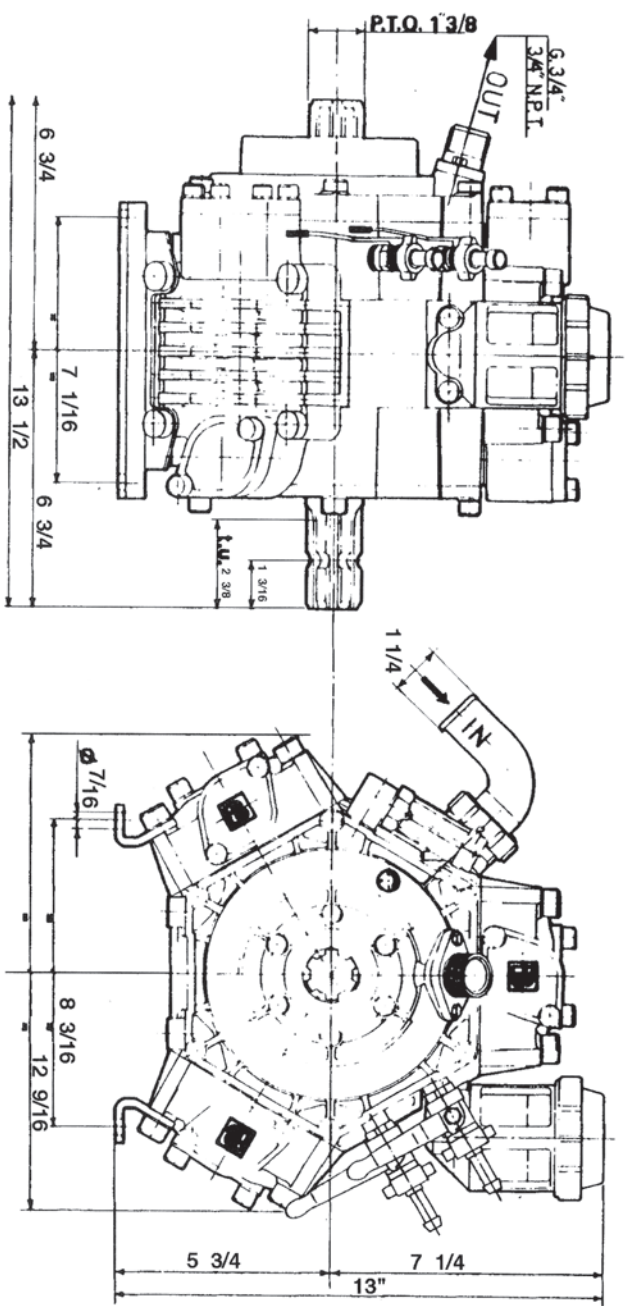 P.T.O. 1"3/8
G.3/4"
3/4" N.P.T.
OUT
6 3/4
7 1/16
13 1/2
6 3/4
t.u. 2 3/8
1 3/16
1 1/4
IN
ø 7/16
8 3/16
12 9/16
5 3/4
7 1/4
13"